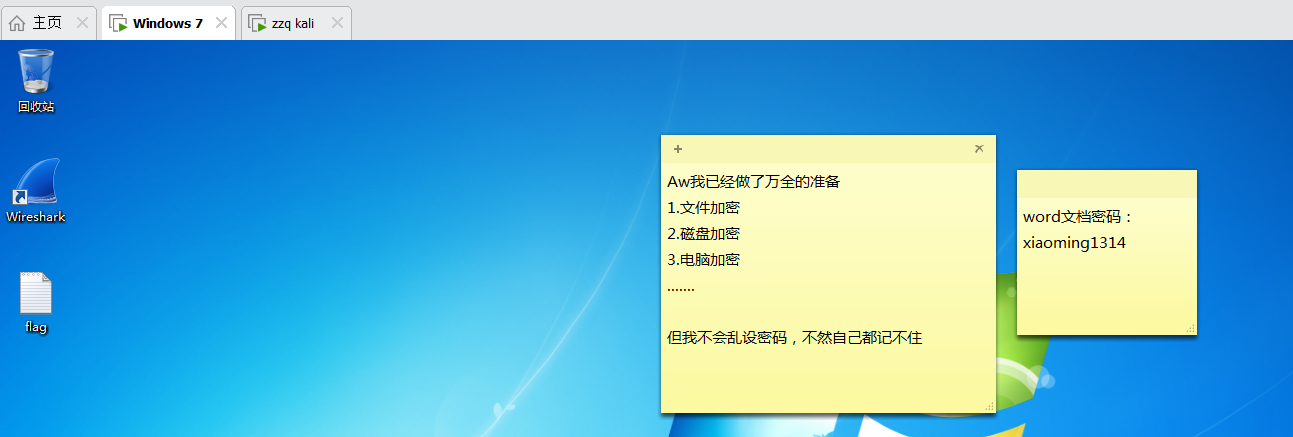 主页
Windows 7
zzq kali
回收站
Wireshark
flag
Aw我已经做了万全的准备
1.文件加密
2.磁盘加密
3.电脑加密
.......
但我不会乱设密码，不然自己都记不住
word文档密码：
xiaoming1314